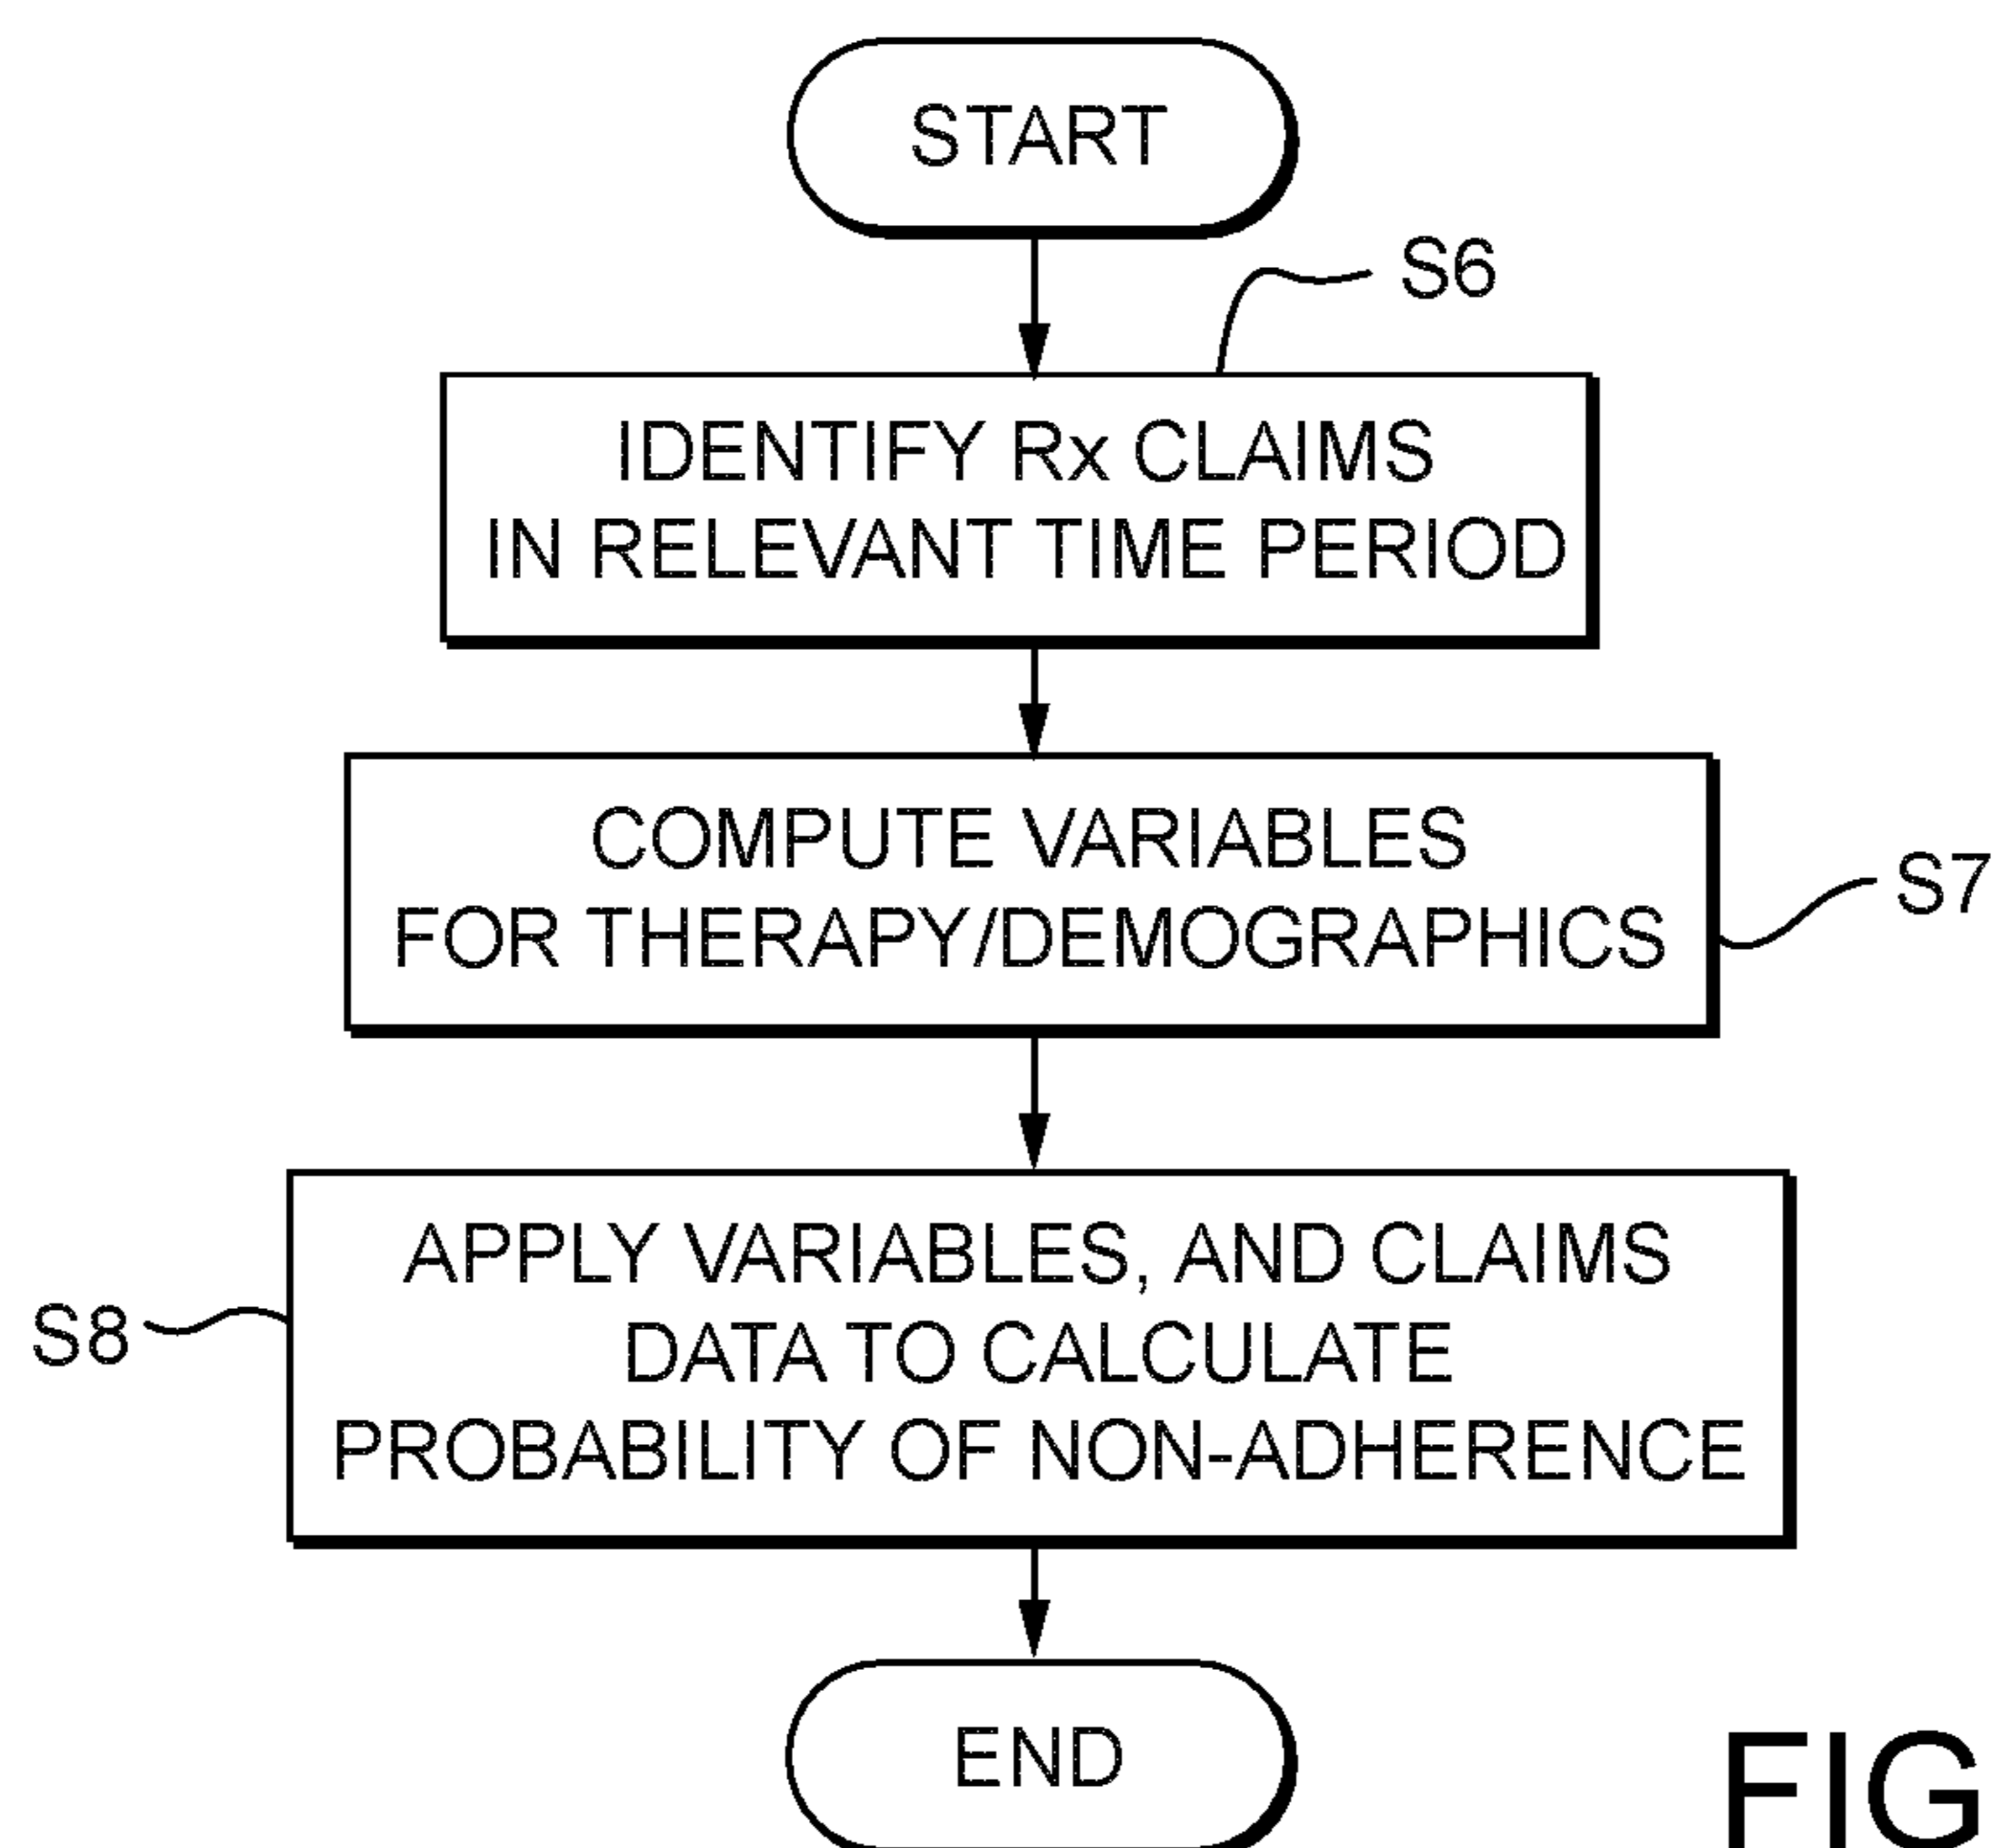 START
S6
IDENTIFY Rx CLAIMS
IN RELEVANT TIME PERIOD
COMPUTE VARIABLES
FOR THERAPY/DEMOGRAPHICS
S7
APPLY VARIABLES, AND CLAIMS
DATA TO CALCULATE
PROBABILITY OF NON-ADHERENCE
S8
END
FIG